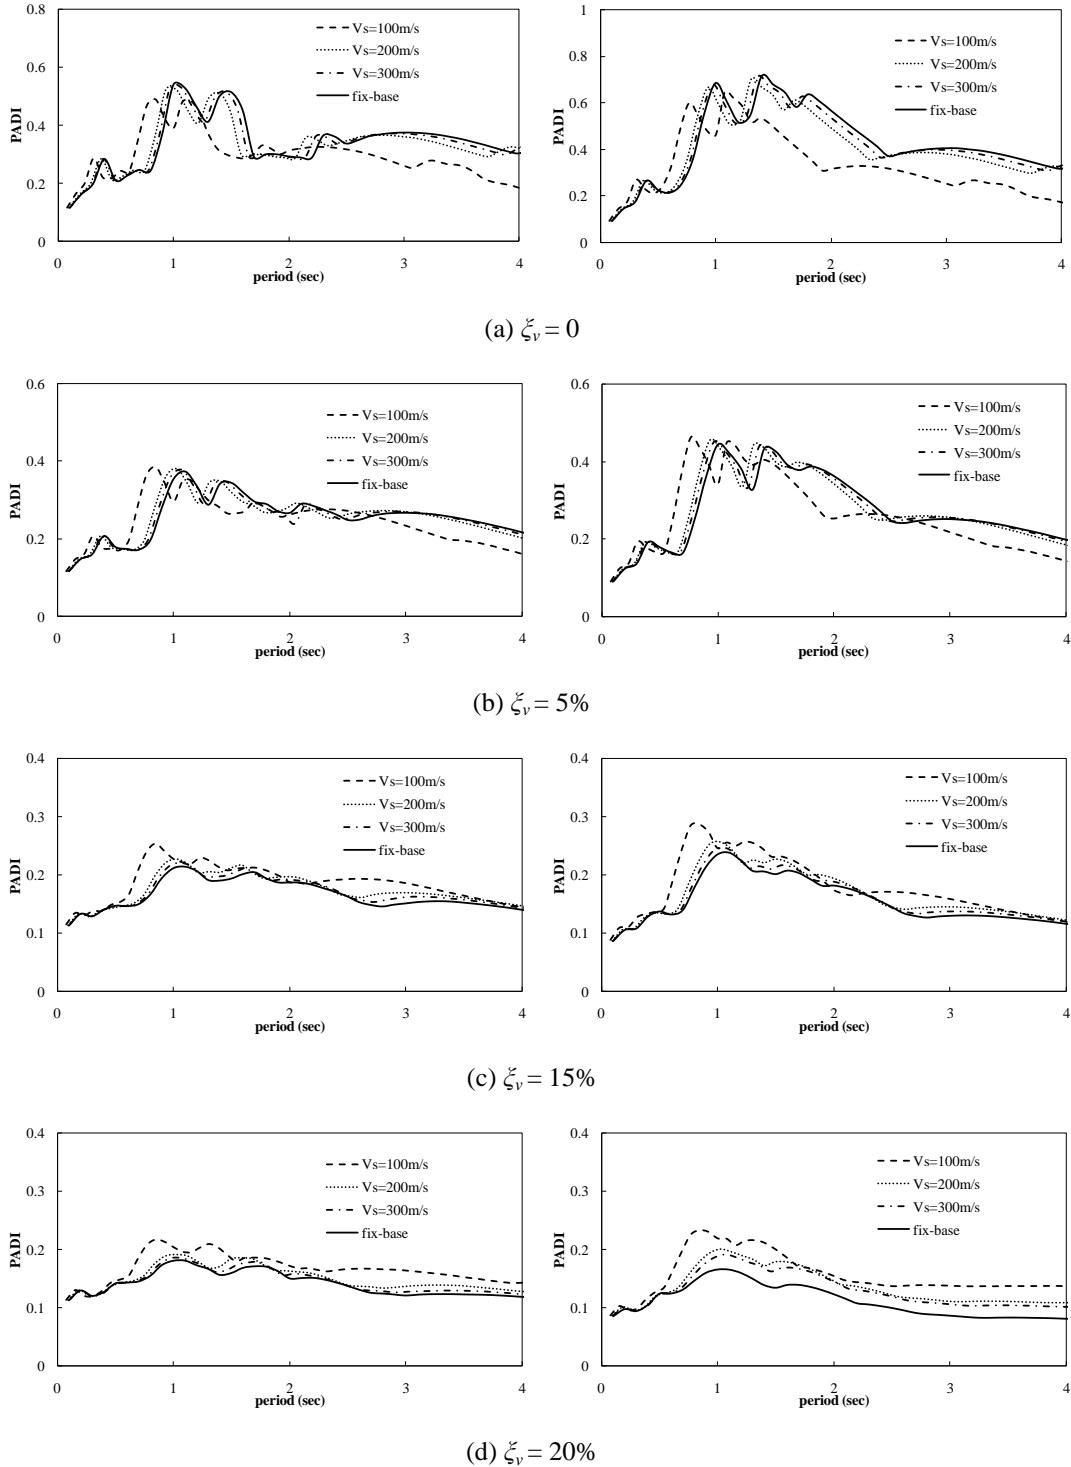 0.8
0.6
0.4
0.2
0
PADI
Vs=100m/s
Vs=200m/s
Vs=300m/s
fix-base
0 1 2 3 4
period (sec)
1
0.8
0.6
0.4
0.2
0
PADI
Vs=100m/s
Vs=200m/s
Vs=300m/s
fix-base
0 1 2 3 4
period (sec)
(a) ξv = 0
0.6
0.4
0.2
0
PADI
Vs=100m/s
Vs=200m/s
Vs=300m/s
fix-base
0 1 2 3 4
period (sec)
0.6
0.4
0.2
0
PADI
Vs=100m/s
Vs=200m/s
Vs=300m/s
fix-base
0 1 2 3 4
period (sec)
(b) ξv = 5%
0.4
0.3
0.2
0.1
0
PADI
Vs=100m/s
Vs=200m/s
Vs=300m/s
fix-base
0 1 2 3 4
period (sec)
0.4
0.3
0.2
0.1
0
PADI
Vs=100m/s
Vs=200m/s
Vs=300m/s
fix-base
0 1 2 3 4
period (sec)
(c) ξv = 15%
0.4
0.3
0.2
0.1
0
PADI
Vs=100m/s
Vs=200m/s
Vs=300m/s
fix-base
0 1 2 3 4
period (sec)
0.4
0.3
0.2
0.1
0
PADI
Vs=100m/s
Vs=200m/s
Vs=300m/s
fix-base
0 1 2 3 4
period (sec)
(d) ξv = 20%